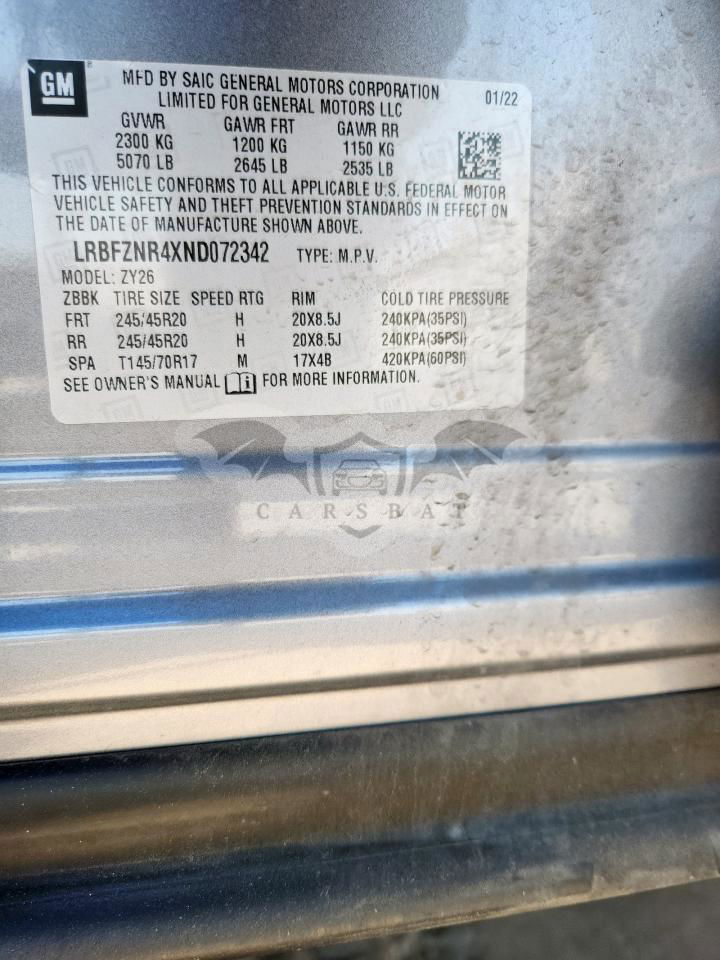 GM
MFD BY SAIC GENERAL MOTORS CORPORATION
LIMITED FOR GENERAL MOTORS LLC
01/22
GVWR GAWR FRT GAWR RR
2300 KG 1200 KG 1150 KG
5070 LB 2645 LB 2535 LB
THIS VEHICLE CONFORMS TO ALL APPLICABLE U.S. FEDERAL MOTOR
VEHICLE SAFETY AND THEFT PREVENTION STANDARDS IN EFFECT ON
THE DATE OF MANUFACTURE SHOWN ABOVE.
LRBFZNR4XND072342 TYPE: M.P.V.
MODEL: ZY26
ZBBK TIRE SIZE SPEED RTG RIM COLD TIRE PRESSURE
FRT 245/45R20 H 20X8.5J 240KPA(35PSI)
RR 245/45R20 H 20X8.5J 240KPA(35PSI)
SPA T145/70R17 M 17X4B 420KPA(60PSI)
SEE OWNER'S MANUAL FOR MORE INFORMATION.
CARSBAT